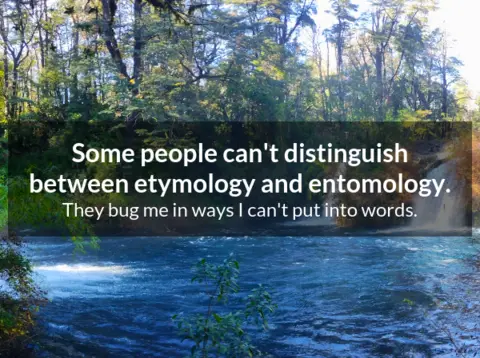 Some people can't distinguish
between etymology and entomology.
They bug me in ways I can't put into words.